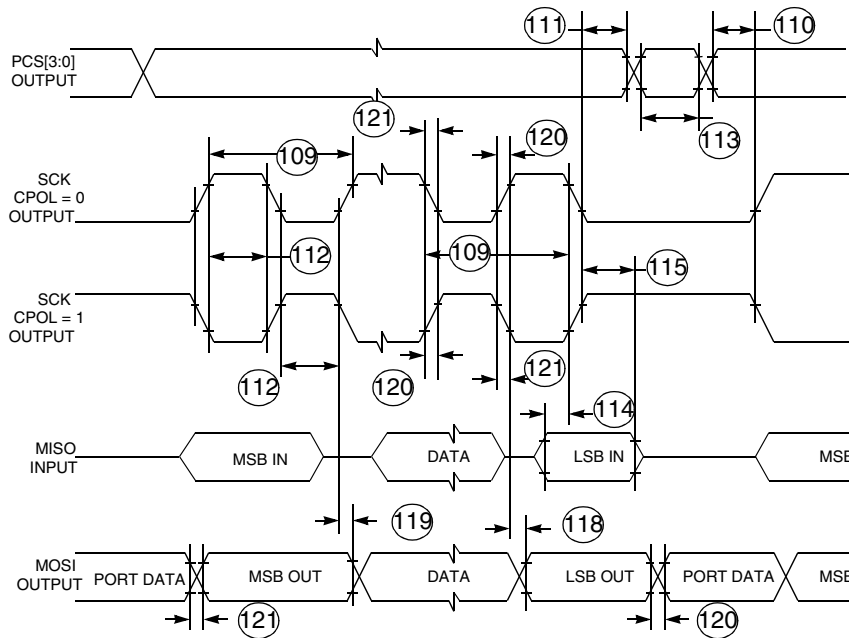 111
110
PCS[3:0]
OUTPUT
121
120
113
109
SCK
CPOL = 0
OUTPUT
112
109
115
SCK
CPOL = 1
OUTPUT
112
120
121
114
MISO
INPUT
MSB IN
DATA
LSB IN
MSB
119
118
MOSI
OUTPUT
PORT DATA
MSB OUT
DATA
LSB OUT
PORT DATA
MSB
121
120